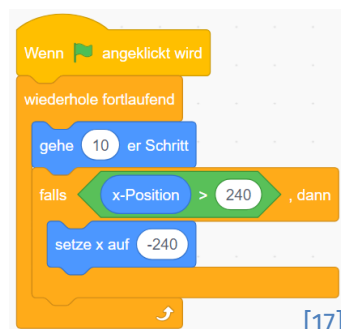 Wenn angeklickt wird
wiederhole fortlaufend
gehe 10 er Schritt
falls x-Position > 240 , dann
setze x auf -240
[17]